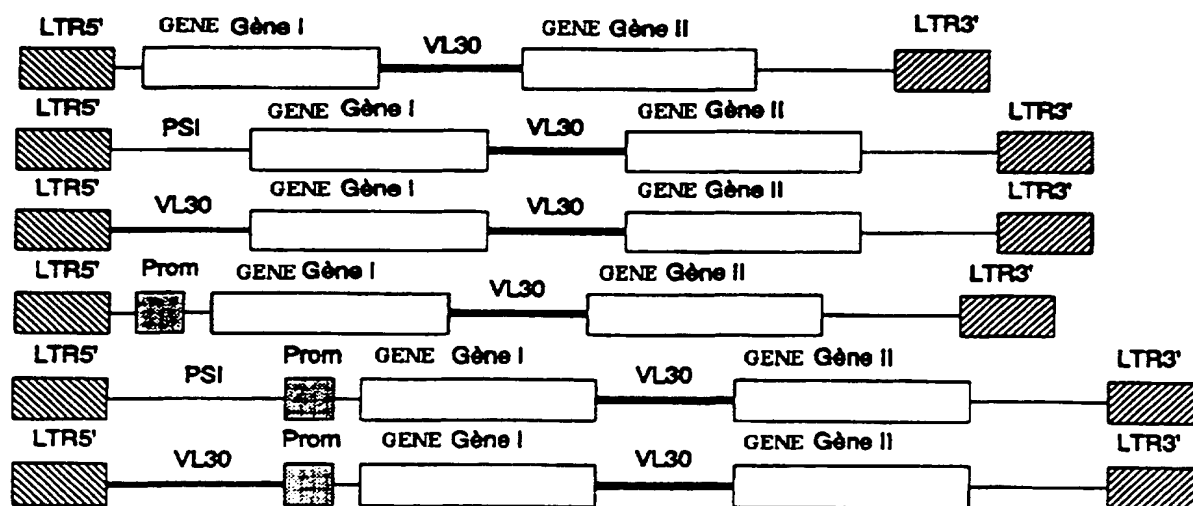 LTR5' GENE Gène I VL30 GENE Gène II LTR3'
LTR5' PSI GENE Gène I VL30 GENE Gène II LTR3'
LTR5' VL30 GENE Gène I VL30 GENE Gène II LTR3'
LTR5' Prom GENE Gène I VL30 GENE Gène II LTR3'
LTR5' PSI Prom GENE Gène I VL30 GENE Gène II LTR3'
LTR5' VL30 Prom GENE Gène I VL30 GENE Gène II LTR3'